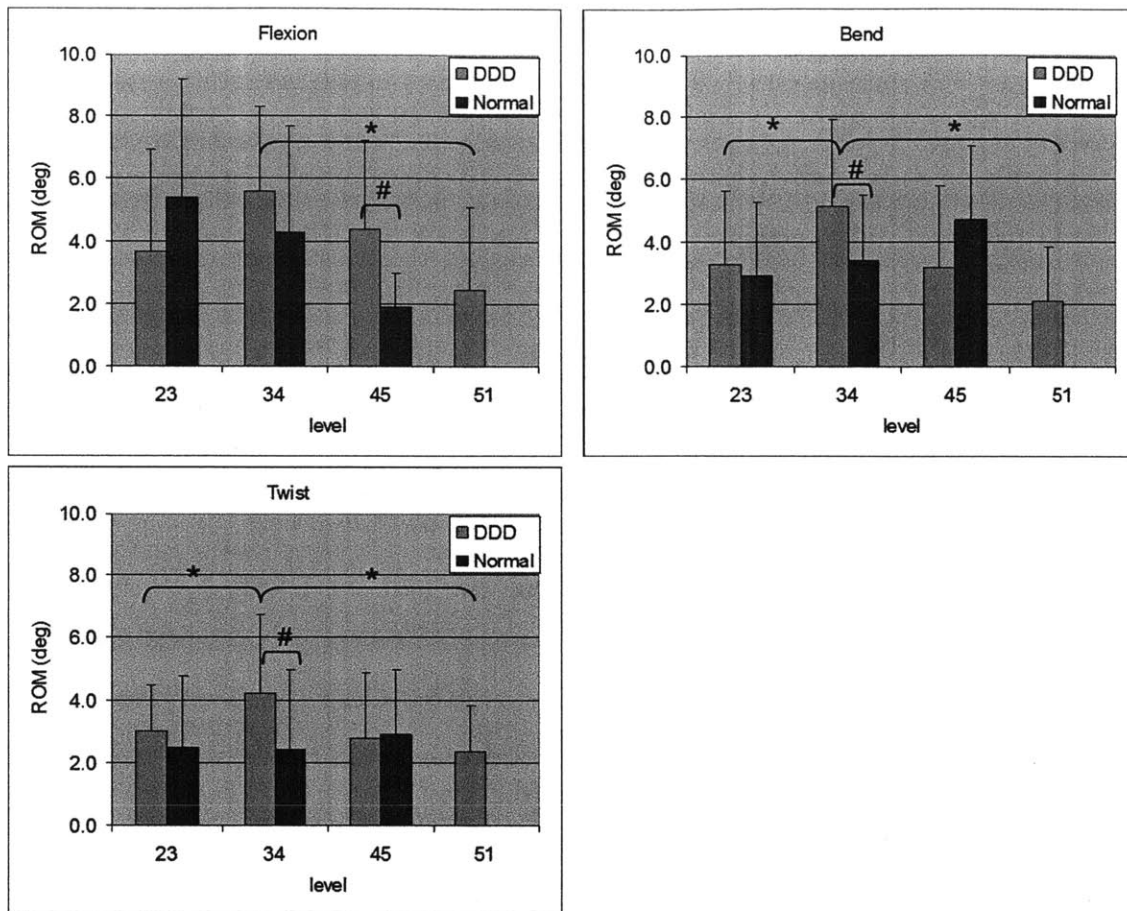 Flexion
10.0
8.0
6.0
4.0
2.0
0.0
ROM (deg)
DDD
Normal
*
#
23 34 45 51
level
Bend
10.0
8.0
6.0
4.0
2.0
0.0
ROM (deg)
DDD
Normal
* *
#
23 34 45 51
level
Twist
10.0
8.0
6.0
4.0
2.0
0.0
ROM (deg)
DDD
Normal
* *
#
23 34 45 51
level